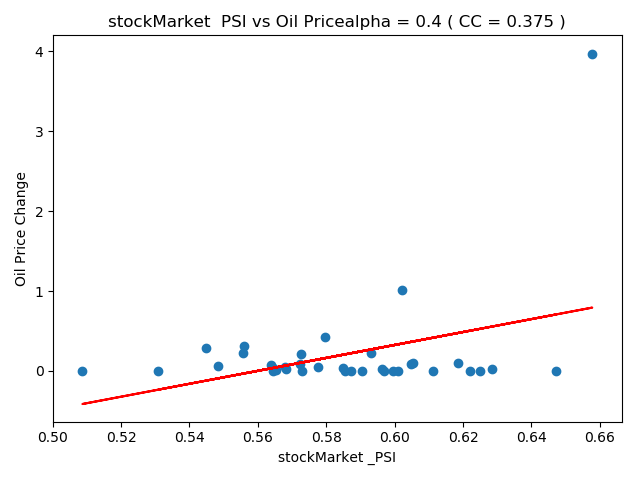 stockMarket  PSI vs Oil Pricealpha = 0.4 ( CC = 0.375 )
Oil Price Change
4
3
2
1
0
0.50 0.52 0.54 0.56 0.58 0.60 0.62 0.64 0.66
stockMarket _PSI